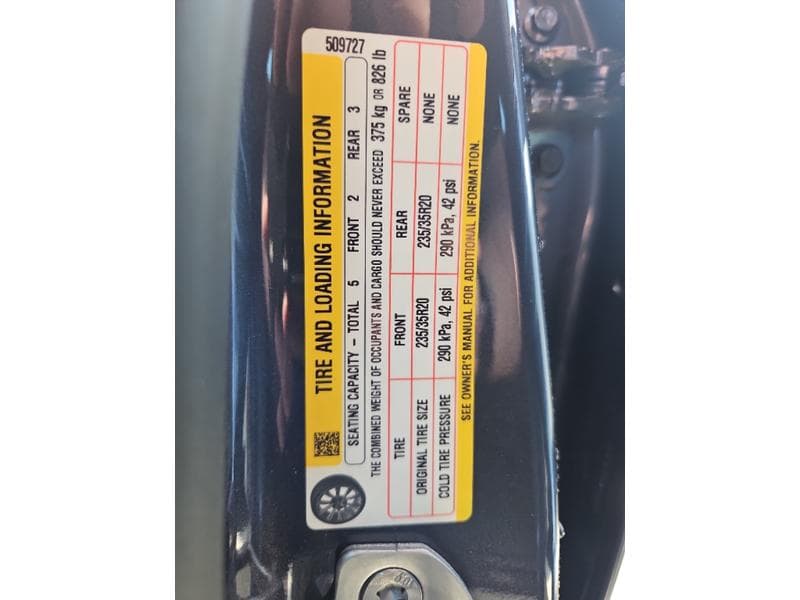 509727
TIRE AND LOADING INFORMATION
SEATING CAPACITY - TOTAL 5 FRONT 2 REAR 3
THE COMBINED WEIGHT OF OCCUPANTS AND CARGO SHOULD NEVER EXCEED 375 kg OR 826 lb
TIRE FRONT REAR SPARE
ORIGINAL TIRE SIZE 235/35R20 235/35R20 NONE
COLD TIRE PRESSURE 290 kPa, 42 psi 290 kPa, 42 psi NONE
SEE OWNER'S MANUAL FOR ADDITIONAL INFORMATION.